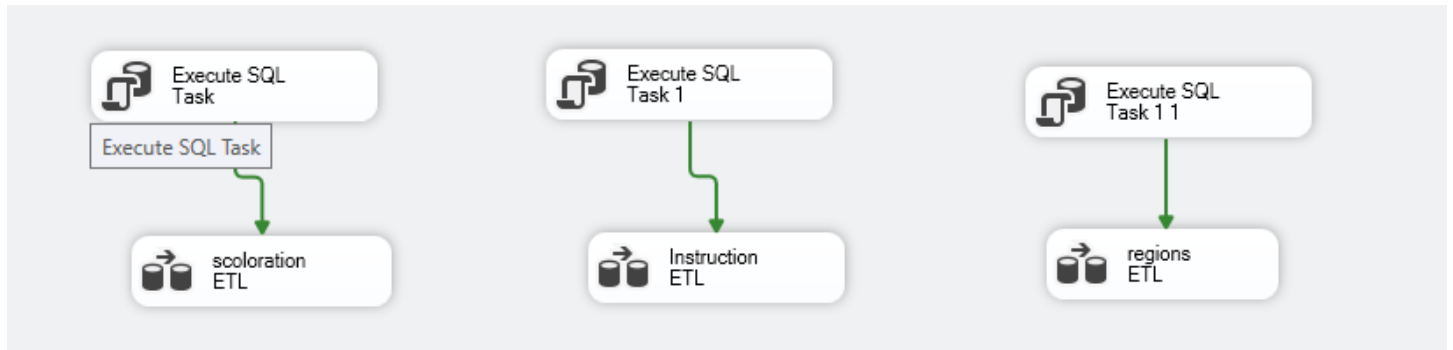 Execute SQL
Task
Execute SQL Task
scoloration
ETL
Execute SQL
Task 1
Instruction
ETL
Execute SQL
Task 1 1
regions
ETL